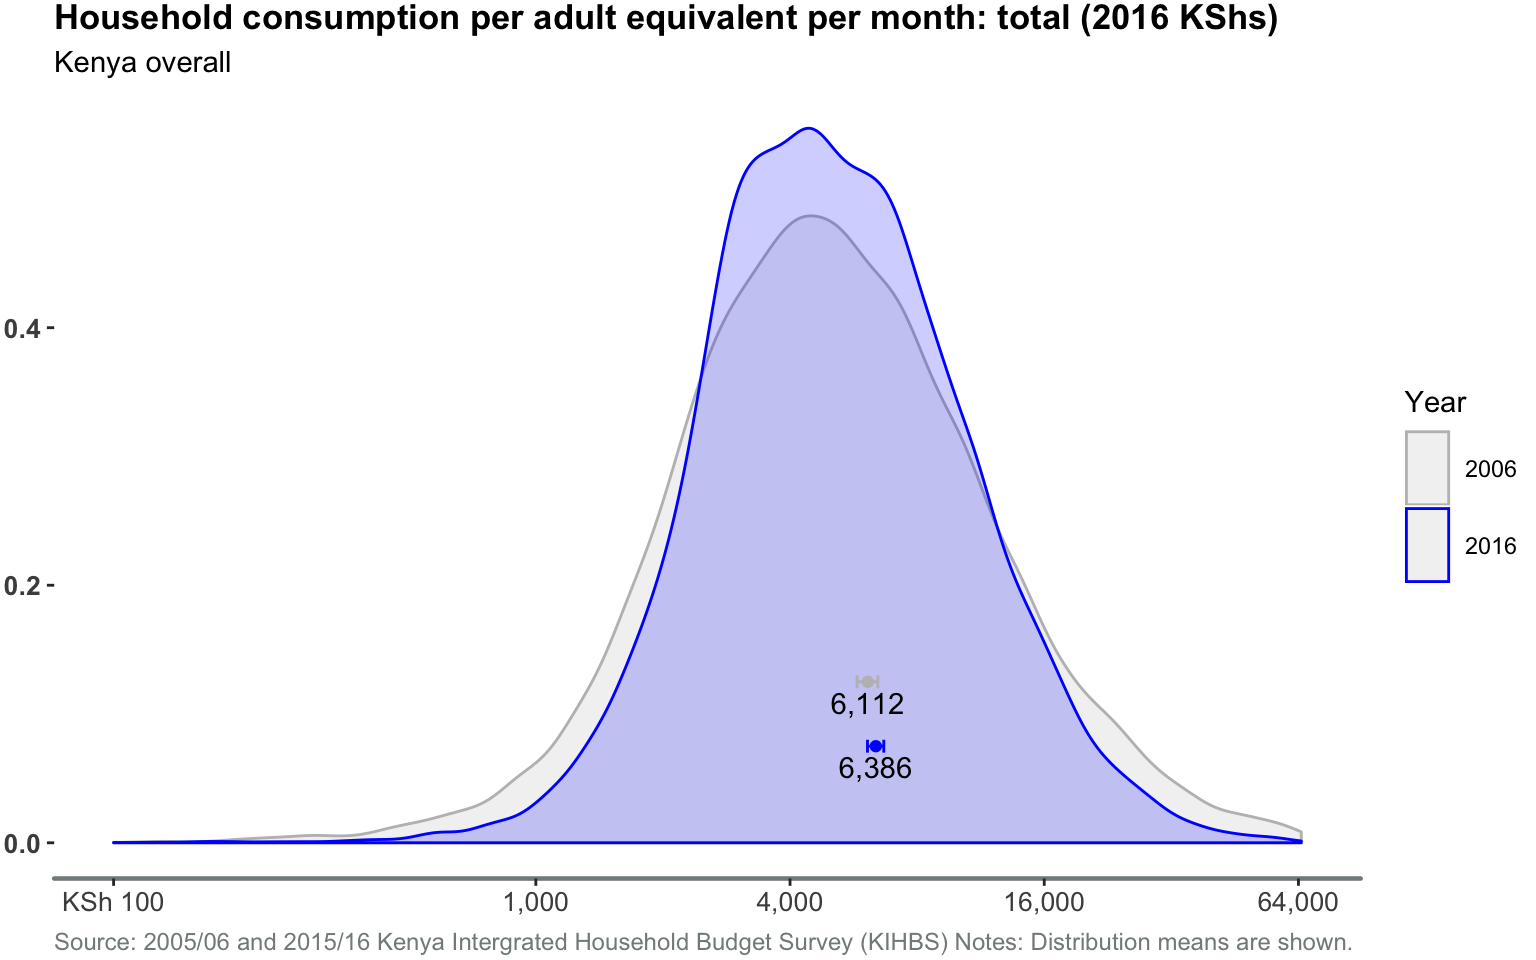 Household consumption per adult equivalent per month: total (2016 KShs)
Kenya overall
0.4
0.2
0.0
6,112
6,386
Year
2006
2016
KSh 100 1,000 4,000 16,000 64,000
Source: 2005/06 and 2015/16 Kenya Intergrated Household Budget Survey (KIHBS) Notes: Distribution means are shown.